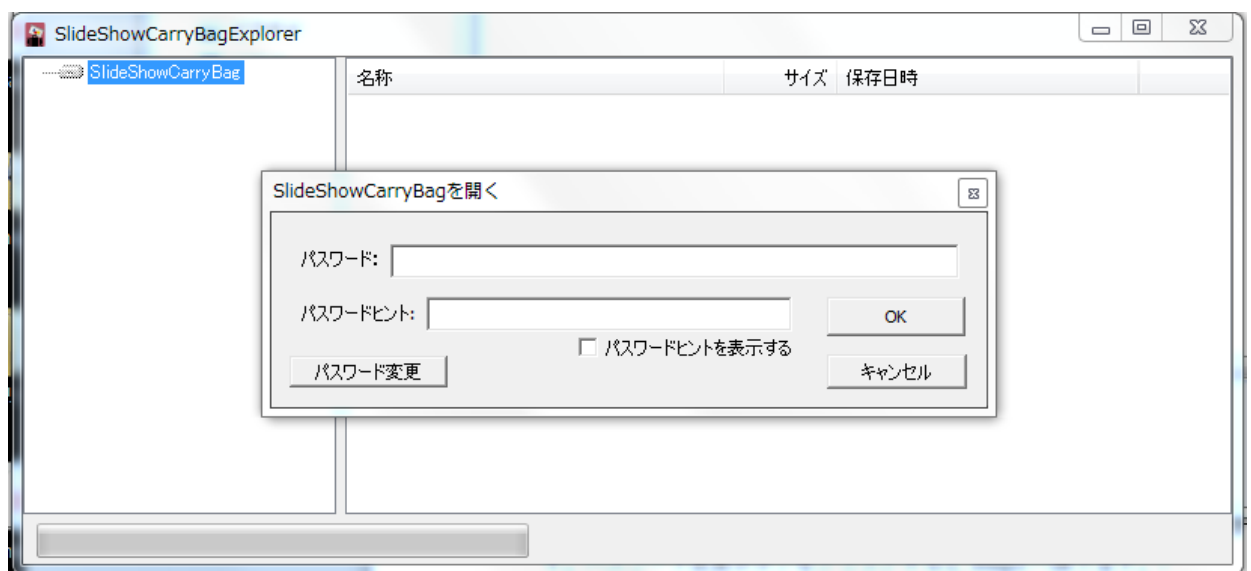 SlideShowCarryBagExplorer
SlideShowCarryBag
名称 サイズ 保存日時
SlideShowCarryBagを開く
パスワード:
パスワードヒント:
OK
パスワードヒントを表示する
パスワード変更
キャンセル